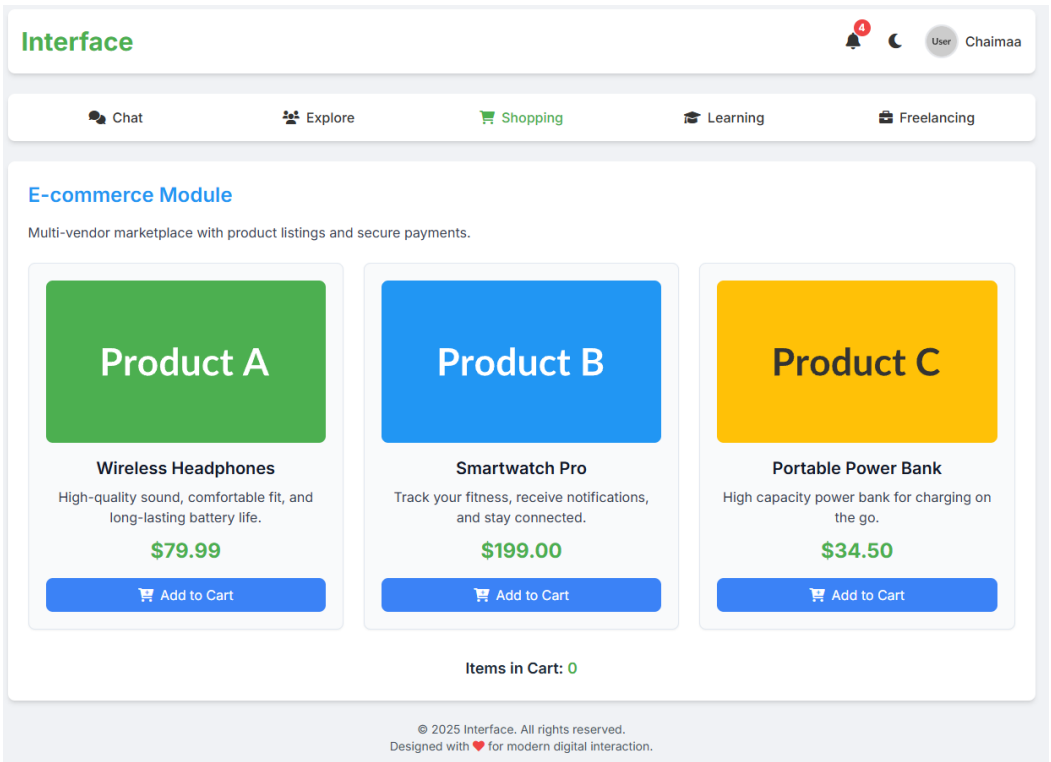 Interface
4
User
Chaimaa
Chat
Explore
Shopping
Learning
Freelancing
E-commerce Module
Multi-vendor marketplace with product listings and secure payments.
Product A
Wireless Headphones
High-quality sound, comfortable fit, and
long-lasting battery life.
$79.99
Add to Cart
Product B
Smartwatch Pro
Track your fitness, receive notifications,
and stay connected.
$199.00
Add to Cart
Product C
Portable Power Bank
High capacity power bank for charging on
the go.
$34.50
Add to Cart
Items in Cart: 0
© 2025 Interface. All rights reserved.
Designed with ❤ for modern digital interaction.